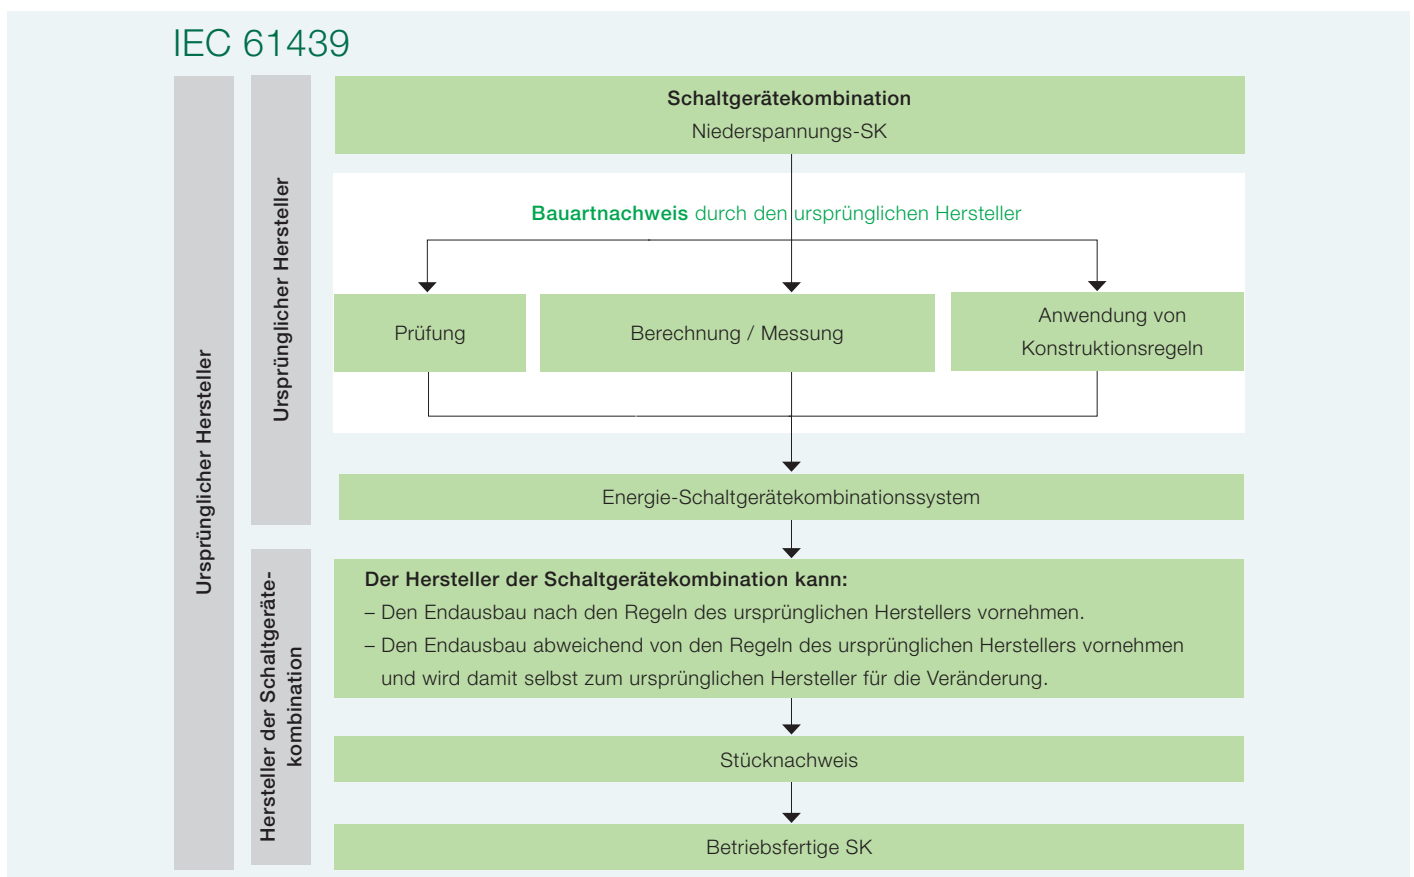 IEC 61439
Ursprünglicher Hersteller
Ursprünglicher Hersteller
Schaltgerätekombination
Niederspannungs-SK
Bauartnachweis durch den ursprünglichen Hersteller
Prüfung
Berechnung / Messung
Anwendung von
Konstruktionsregeln
Energie-Schaltgerätekombinationssystem
Hersteller der Schaltgeräte-
kombination
Der Hersteller der Schaltgerätekombination kann:
– Den Endausbau nach den Regeln des ursprünglichen Herstellers vornehmen.
– Den Endausbau abweichend von den Regeln des ursprünglichen Herstellers vornehmen
und wird damit selbst zum ursprünglichen Hersteller für die Veränderung.
Stücknachweis
Betriebsfertige SK